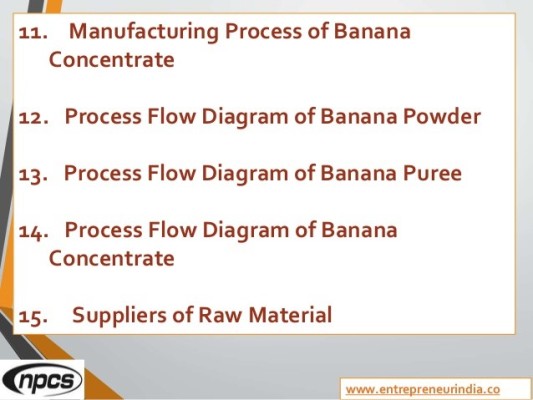 11. Manufacturing Process of Banana
Concentrate
12. Process Flow Diagram of Banana Powder
13. Process Flow Diagram of Banana Puree
14. Process Flow Diagram of Banana
Concentrate
15. Suppliers of Raw Material
npcs
www.entrepreneurindia.co